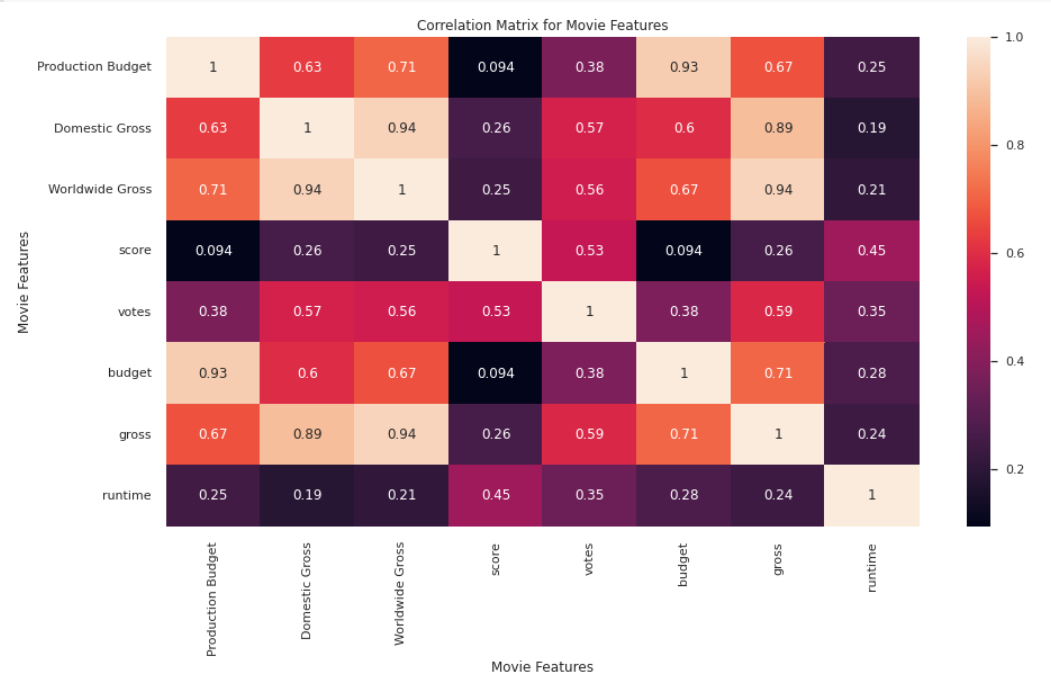 Correlation Matrix for Movie Features
Production Budget 1 0.63 0.71 0.094 0.38 0.93 0.67 0.25
Domestic Gross 0.63 1 0.94 0.26 0.57 0.6 0.89 0.19
Worldwide Gross 0.71 0.94 1 0.25 0.56 0.67 0.94 0.21
score 0.094 0.26 0.25 1 0.53 0.094 0.26 0.45
votes 0.38 0.57 0.56 0.53 1 0.38 0.59 0.35
budget 0.93 0.6 0.67 0.094 0.38 1 0.71 0.28
gross 0.67 0.89 0.94 0.26 0.59 0.71 1 0.24
runtime 0.25 0.19 0.21 0.45 0.35 0.28 0.24 1
Movie Features
Production Budget
Domestic Gross
Worldwide Gross
score
votes
budget
gross
runtime
Movie Features
1.0
0.8
0.6
0.4
0.2